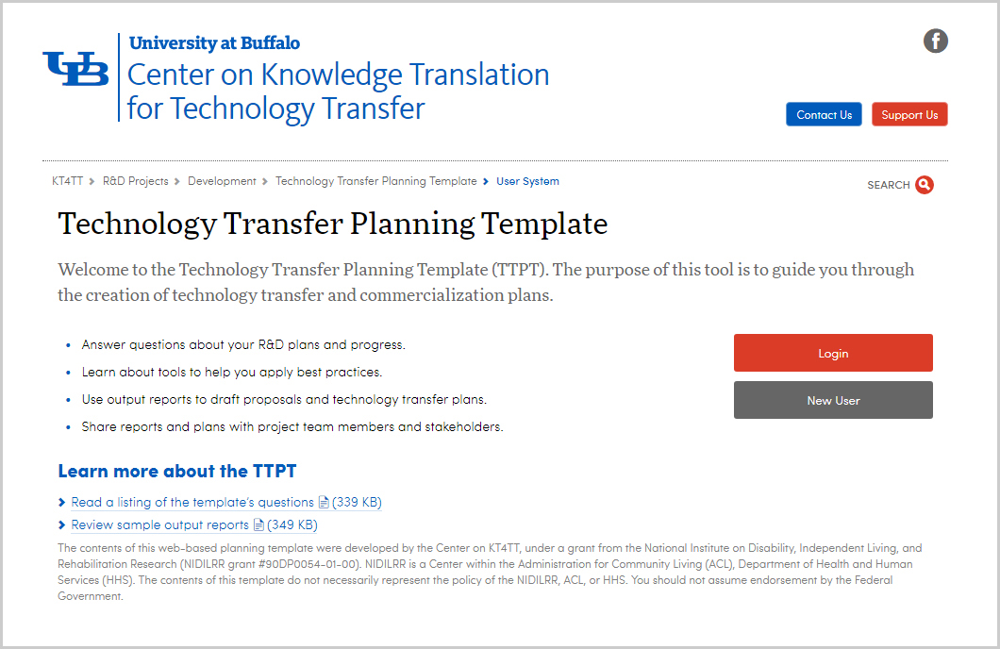 UB
University at Buffalo
Center on Knowledge Translation
for Technology Transfer
f
Contact Us
Support Us
KT4TT > R&D Projects > Development > Technology Transfer Planning Template > User System
SEARCH
Technology Transfer Planning Template
Welcome to the Technology Transfer Planning Template (TTPT). The purpose of this tool is to guide you through
the creation of technology transfer and commercialization plans.
• Answer questions about your R&D plans and progress.
• Learn about tools to help you apply best practices.
• Use output reports to draft proposals and technology transfer plans.
• Share reports and plans with project team members and stakeholders.
Login
New User
Learn more about the TTPT
> Read a listing of the template's questions (339 KB)
> Review sample output reports (349 KB)
The contents of this web-based planning template were developed by the Center on KT4TT, under a grant from the National Institute on Disability, Independent Living, and
Rehabilitation Research (NIDILRR grant #90DP0054-01-00). NIDILRR is a Center within the Administration for Community Living (ACL), Department of Health and Human
Services (HHS). The contents of this template do not necessarily represent the policy of the NIDILRR, ACL, or HHS. You should not assume endorsement by the Federal
Government.